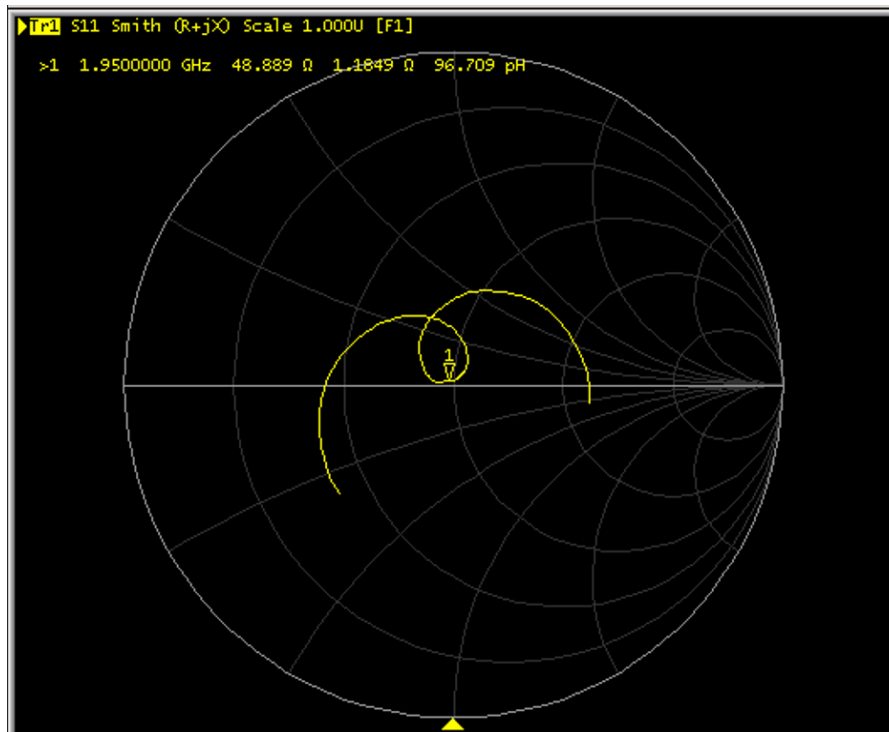 Tr1 S11 Smith (R+jX) Scale 1.000U [F1]
>1 1.9500000 GHz 48.889 Ω 1.1849 Ω 96.709 pH
1